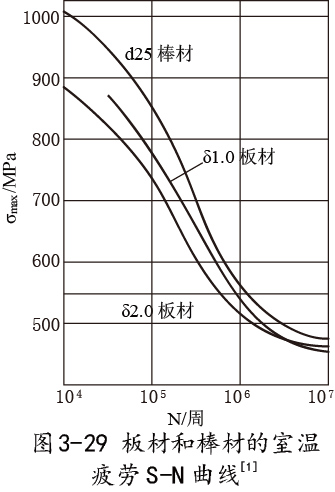 1000
d25 棒材
900
800
δ1.0 板材
700
σmax/MPa
600
δ2.0 板材
500
10⁴ 10⁵ 10⁶ 10⁷
N/周
图3-29 板材和棒材的室温
疲劳 S-N 曲线[1]